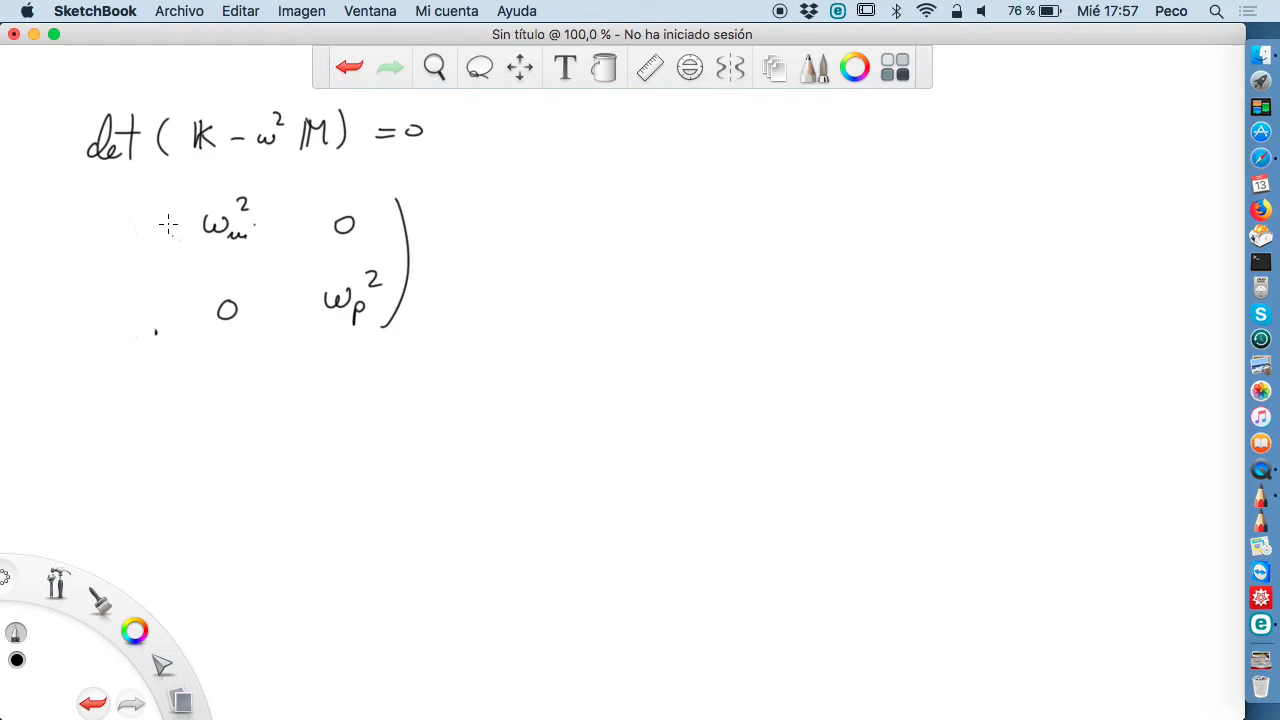 SketchBook Archivo Editar Imagen Ventana Mi cuenta Ayuda 76 % Mié 17:57 Peco
Sin título @ 100,0 % - No ha iniciado sesión
det ( 𝕂 - ω² 𝕄 ) = 0
ωₘ² 0 )
0 ωₚ²